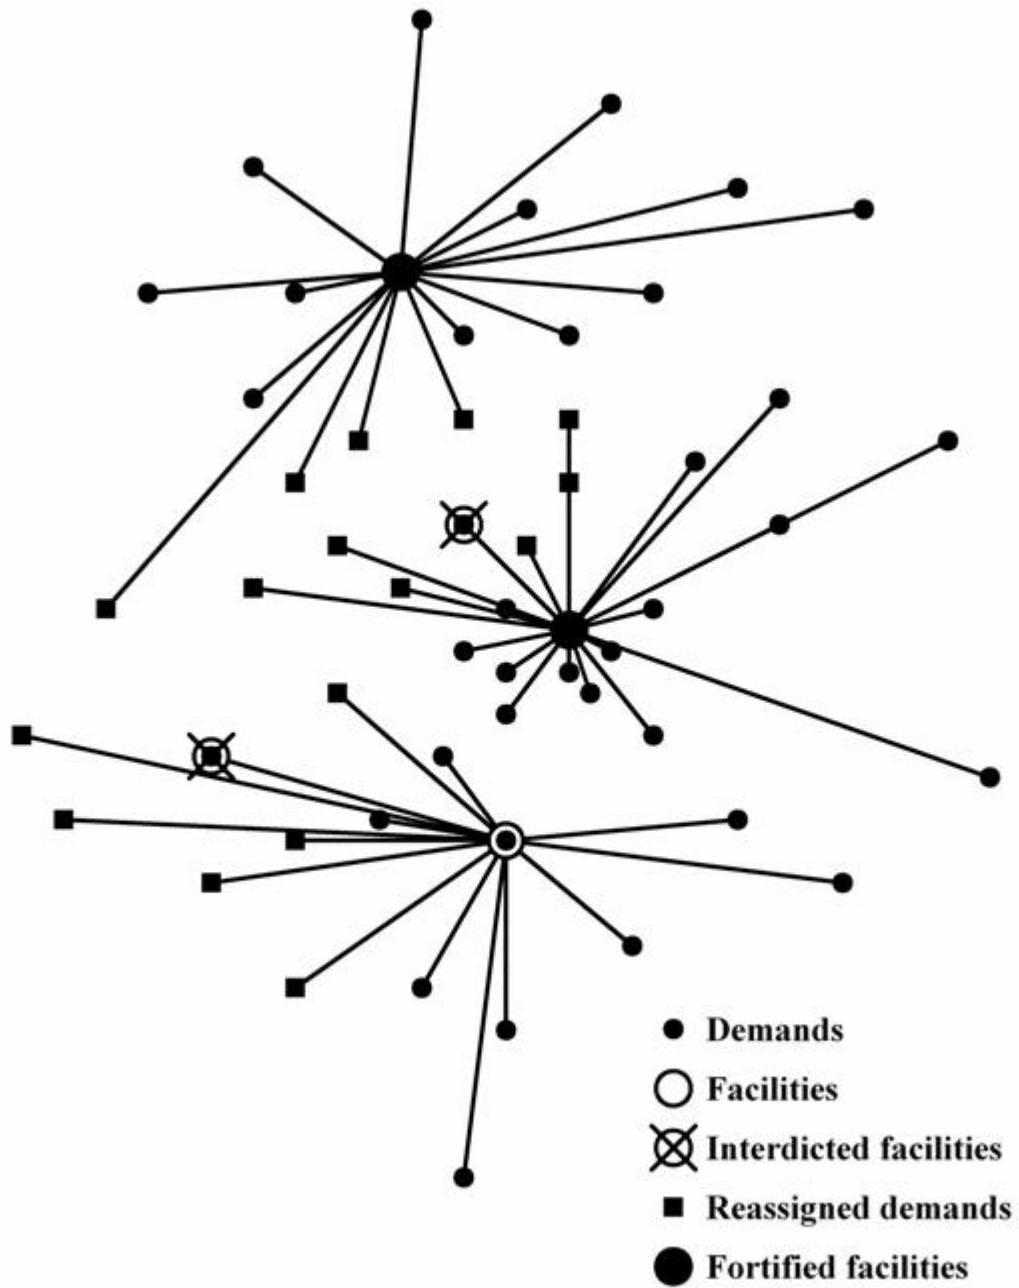 Demands
Facilities
Interdicted facilities
Reassigned demands
Fortified facilities